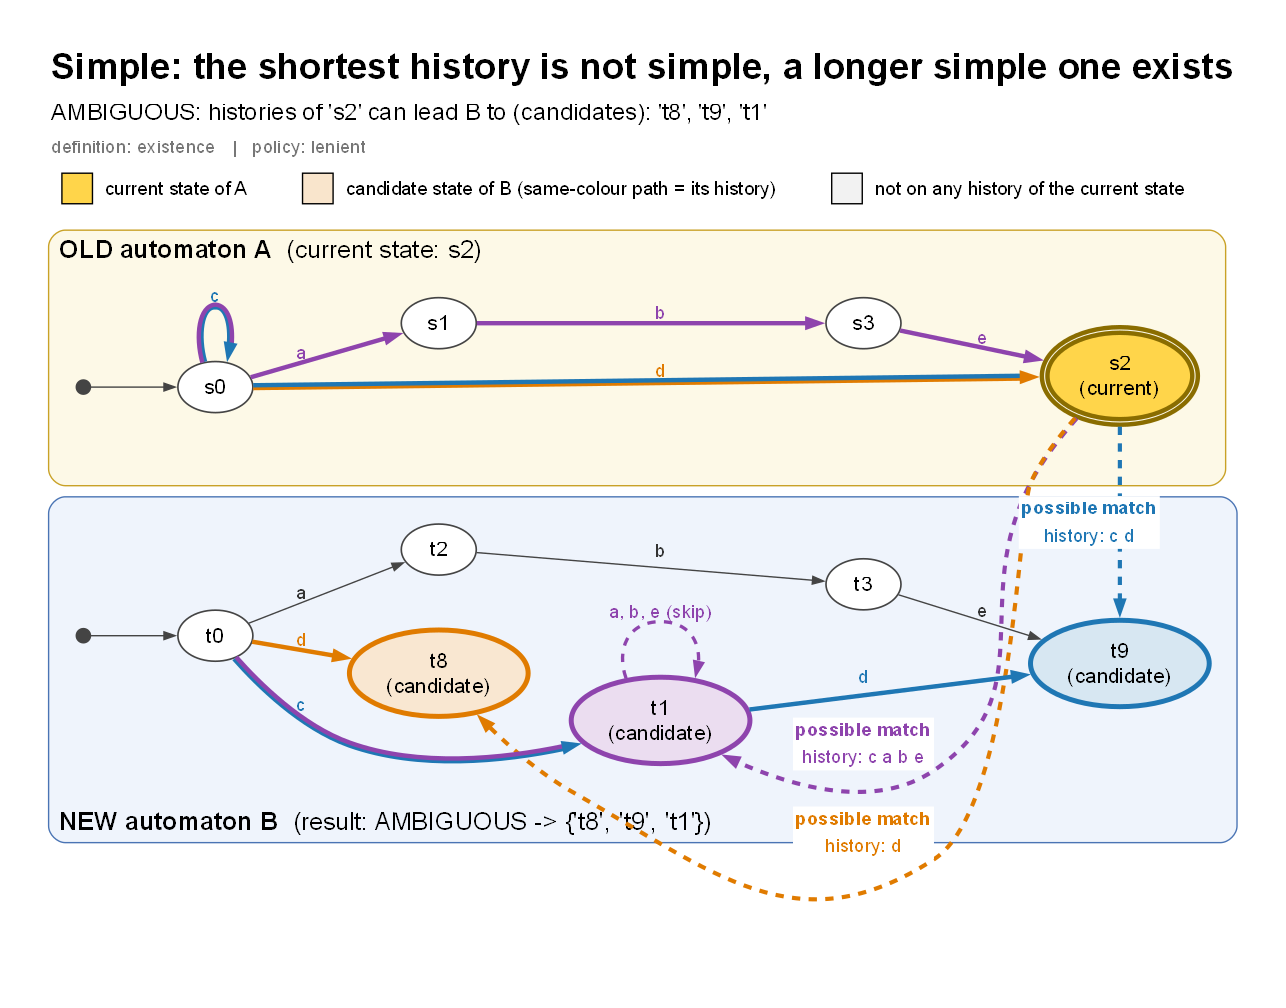 Simple: the shortest history is not simple, a longer simple one exists
AMBIGUOUS: histories of 's2' can lead B to (candidates): 't8', 't9', 't1'
definition: existence | policy: lenient
current state of A
candidate state of B (same-colour path = its history)
not on any history of the current state
OLD automaton A (current state: s2)
c
s1
b
s3
a
e
s0
d
s2
(current)
possible match
history: c d
t2
b
t3
a
e
a, b, e (skip)
t0
d
t8
(candidate)
t9
(candidate)
c
d
t1
(candidate)
possible match
history: c a b e
NEW automaton B (result: AMBIGUOUS -> {'t8', 't9', 't1'})
possible match
history: d